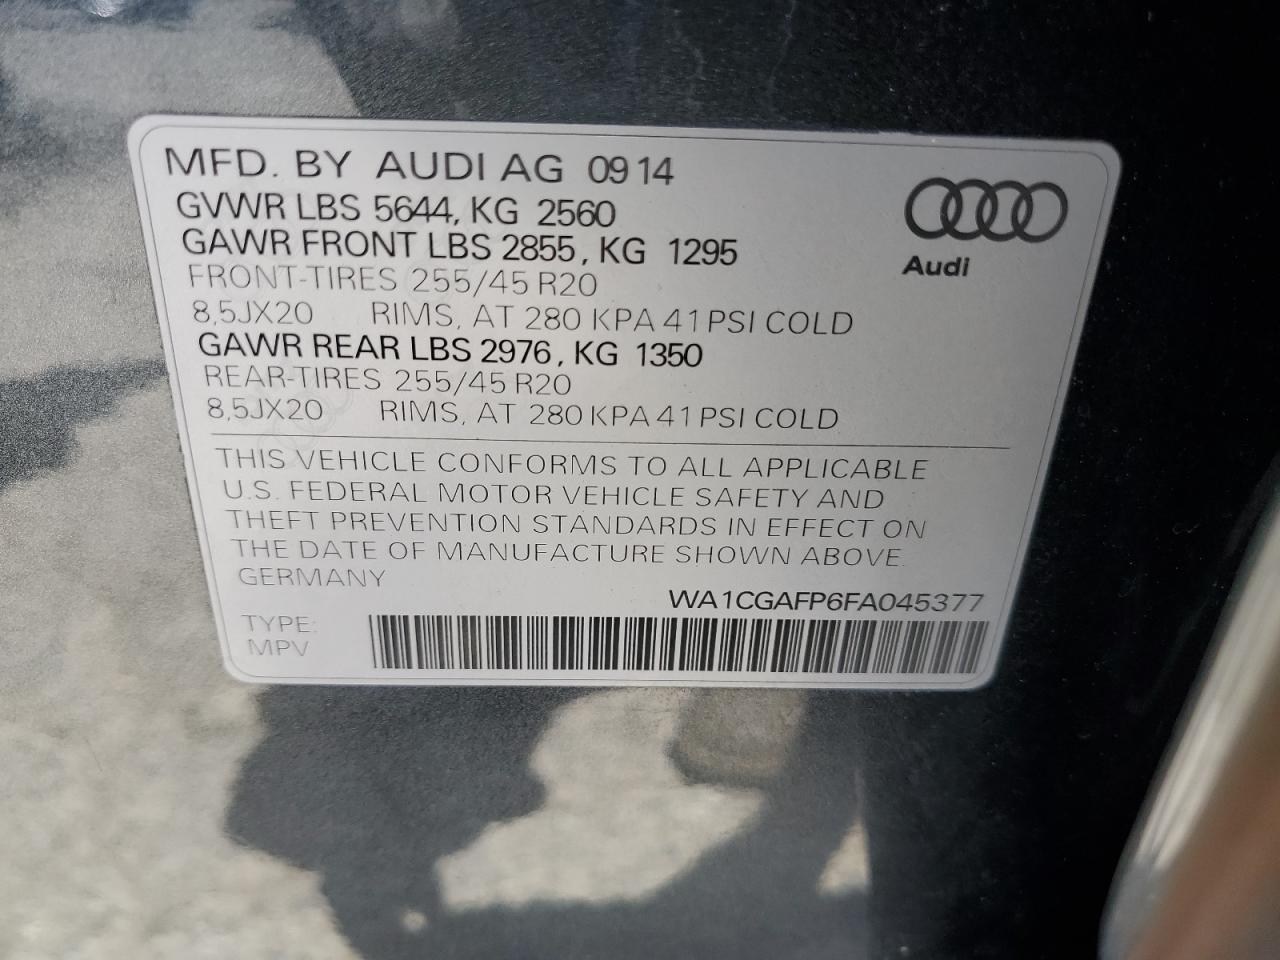 MFD. BY AUDI AG 0914
GVWR LBS 5644, KG 2560
GAWR FRONT LBS 2855, KG 1295
FRONT-TIRES 255/45 R20
8,5JX20 RIMS, AT 280 KPA 41 PSI COLD
GAWR REAR LBS 2976, KG 1350
REAR-TIRES 255/45 R20
8,5JX20 RIMS, AT 280 KPA 41 PSI COLD
Audi
THIS VEHICLE CONFORMS TO ALL APPLICABLE
U.S. FEDERAL MOTOR VEHICLE SAFETY AND
THEFT PREVENTION STANDARDS IN EFFECT ON
THE DATE OF MANUFACTURE SHOWN ABOVE.
GERMANY
WA1CGAFP6FA045377
TYPE:
MPV